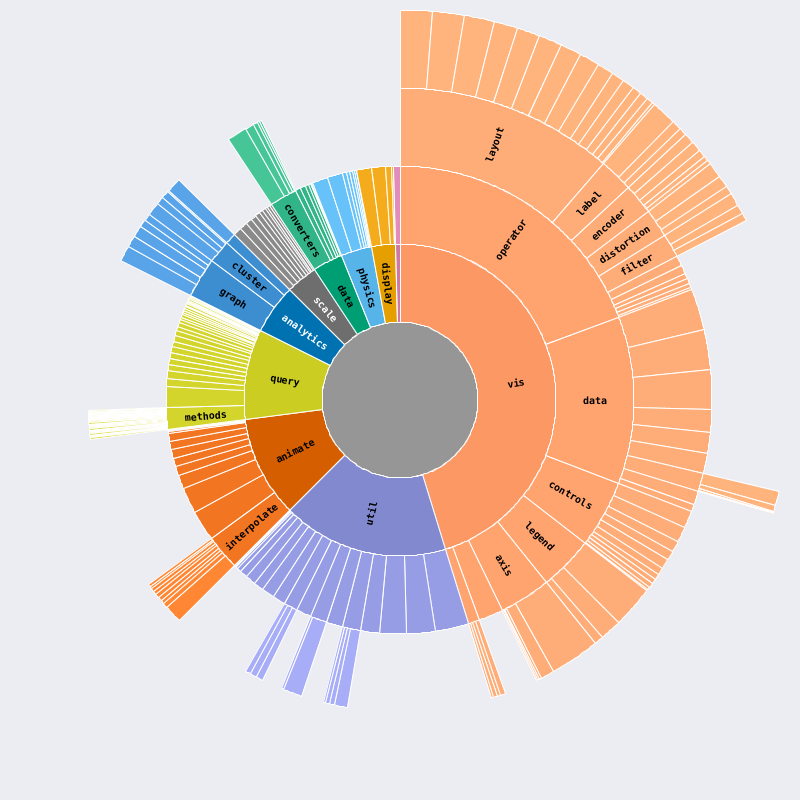 layout
label
encoder
distortion
filter
operator
vis
data
controls
legend
axis
util
animate
interpolate
query
methods
analytics
cluster
graph
scale
data
converters
physics
display